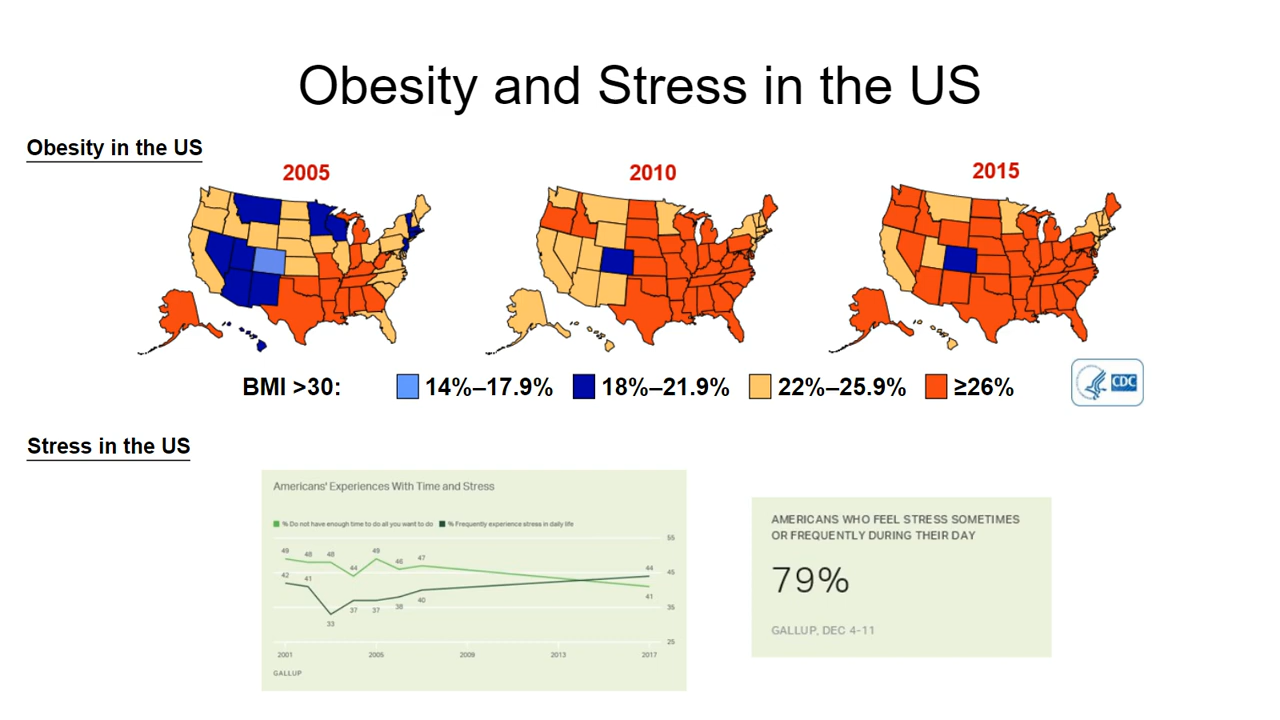 Obesity and Stress in the US
Obesity in the US
2005
2010
2015
BMI >30:
14%–17.9%
18%–21.9%
22%–25.9%
≥26%
CDC
Stress in the US
Americans' Experiences With Time and Stress
% Do not have enough time to do all you want to do
% Frequently experience stress in daily life
55
49
48
48
44
49
46
47
44
45
42
41
33
37
37
38
40
41
35
25
2001
2005
2009
2013
2017
GALLUP
AMERICANS WHO FEEL STRESS SOMETIMES
OR FREQUENTLY DURING THEIR DAY
79%
GALLUP, DEC 4-11